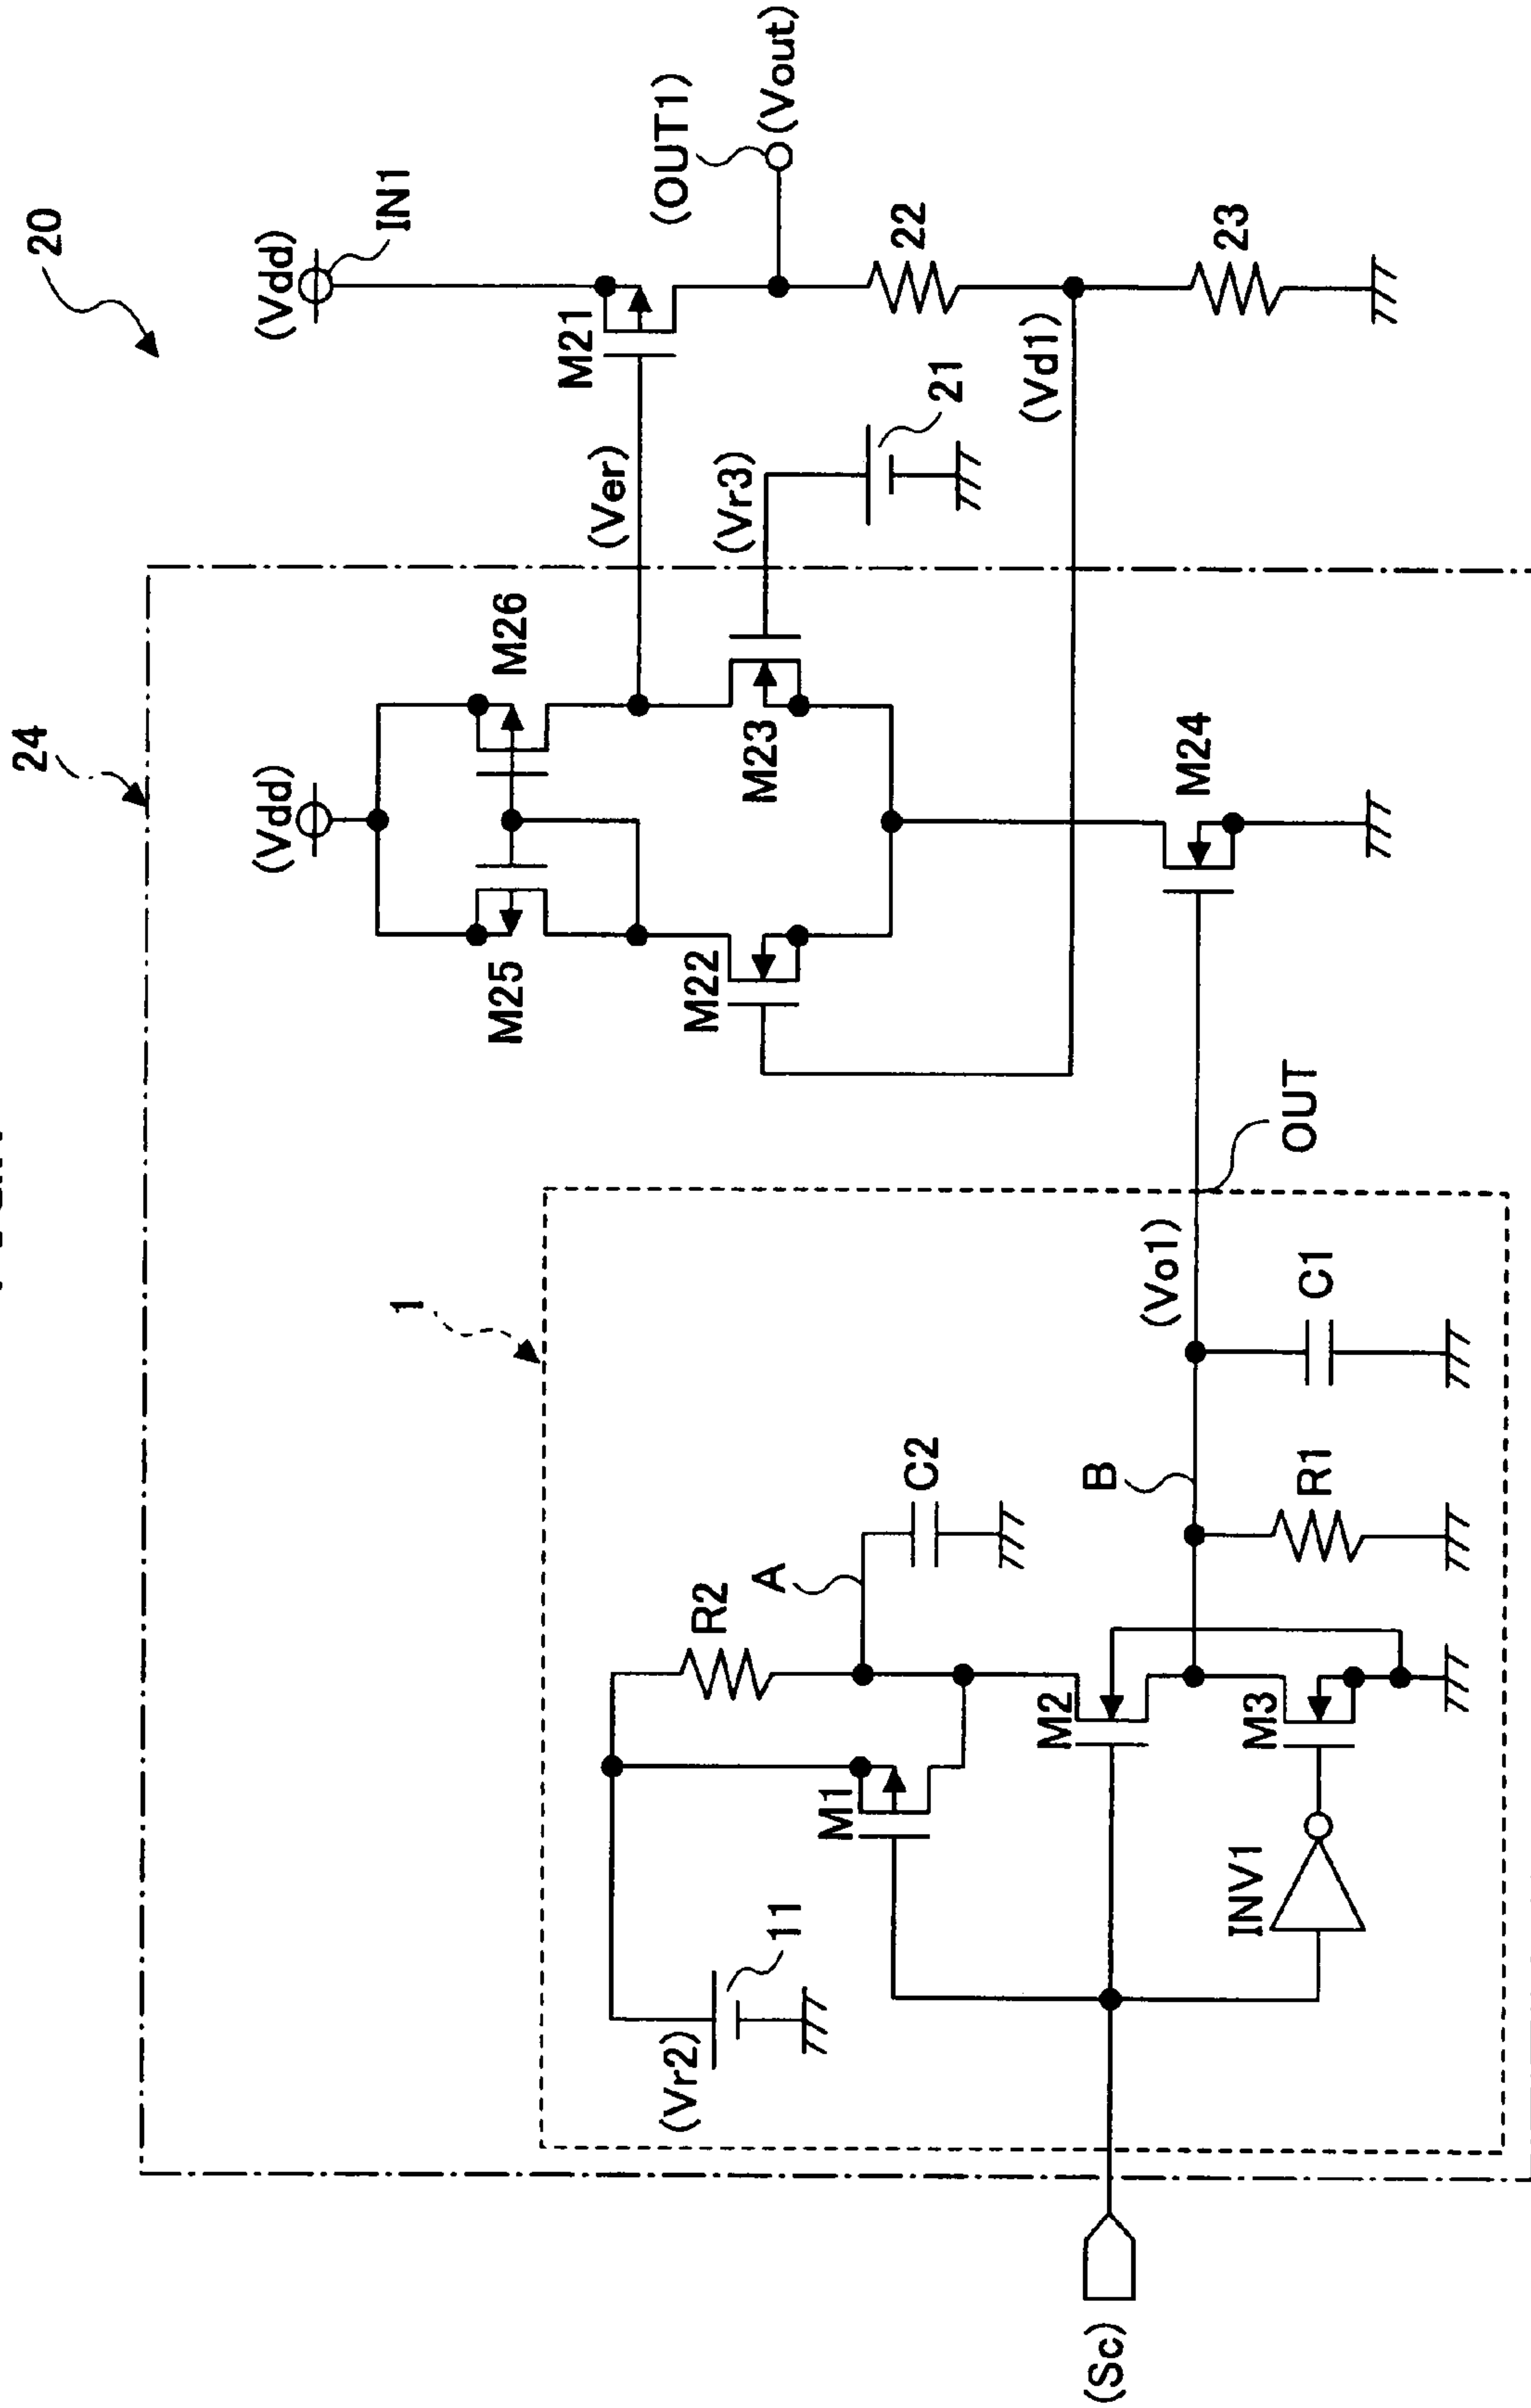 20
24
(Vdd)
IN1
(Vdd)
M26
M25
(Ver)
M21
(OUT1)
(Vout)
M23
M22
(Vr3)
21
22
(Vd1)
23
M24
1
OUT
(Vr2)
11
R2
A
C2
M1
M2
B
(Vo1)
M3
INV1
R1
C1
(Sc)